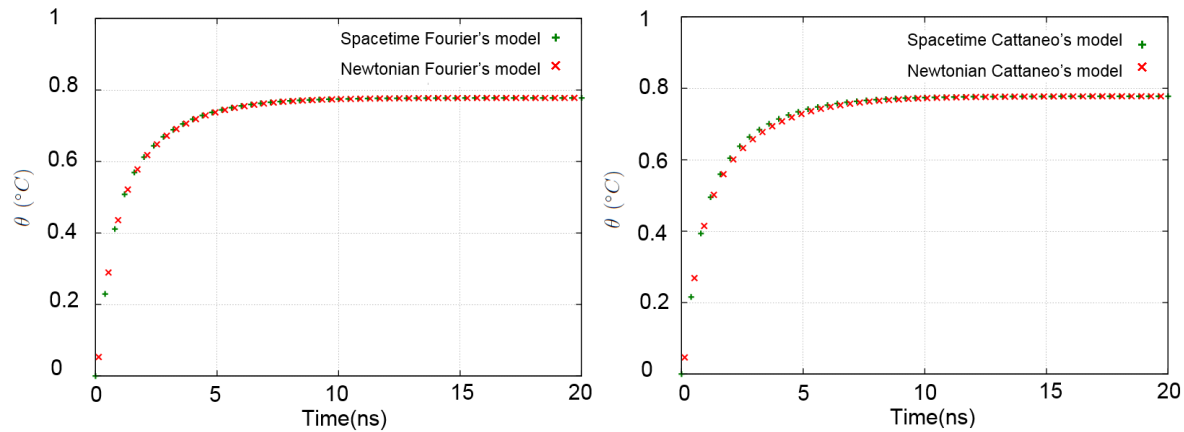 1
Spacetime Fourier's model
Newtonian Fourier's model
0.8
0.6
θ (°C)
0.4
0.2
0
0 5 10 15 20
Time(ns)
1
Spacetime Cattaneo's model
Newtonian Cattaneo's model
0.8
0.6
θ (°C)
0.4
0.2
0
0 5 10 15 20
Time(ns)